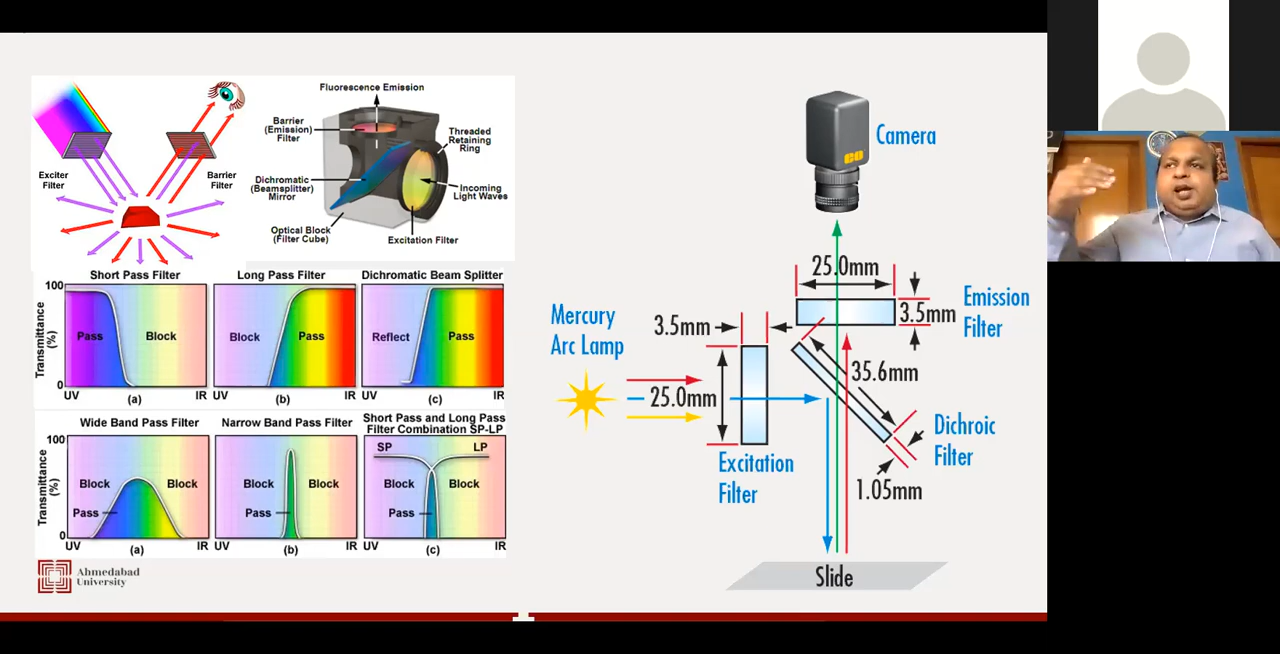 Exciter
Filter
Barrier
Filter
Fluorescence Emission
Barrier
(Emission)
Filter
Threaded
Retaining
Ring
Dichromatic
(Beamsplitter)
Mirror
Incoming
Light Waves
Optical Block
(Filter Cube)
Excitation Filter
Short Pass Filter
Long Pass Filter
Dichromatic Beam Splitter
Transmittance
(%)
100
0
Pass
Block
Block
Pass
Reflect
Pass
UV
(a)
IR
UV
(b)
IR
UV
(c)
IR
Wide Band Pass Filter
Narrow Band Pass Filter
Short Pass and Long Pass
Filter Combination SP-LP
Transmittance
(%)
100
0
Block
Block
Pass
Block
Block
Pass
SP
LP
Block
Block
Pass
UV
(a)
IR
UV
(b)
IR
UV
(c)
IR
Ahmedabad
University
Camera
25.0mm
Emission
Filter
3.5mm
Mercury
Arc Lamp
3.5mm
25.0mm
35.6mm
Dichroic
Filter
Excitation
Filter
1.05mm
Slide